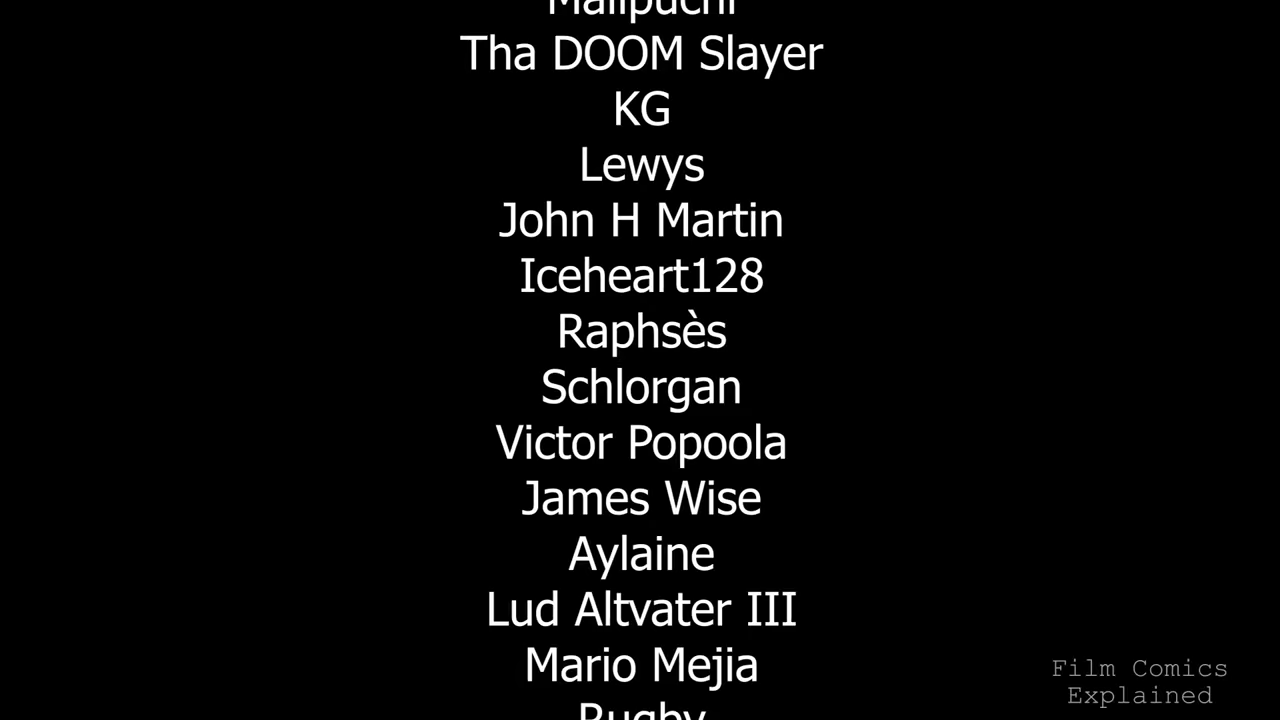 Tha DOOM Slayer
KG
Lewys
John H Martin
Iceheart128
Raphsès
Schlorgan
Victor Popoola
James Wise
Aylaine
Lud Altvater III
Mario Mejia
Rugby
Film Comics
Explained